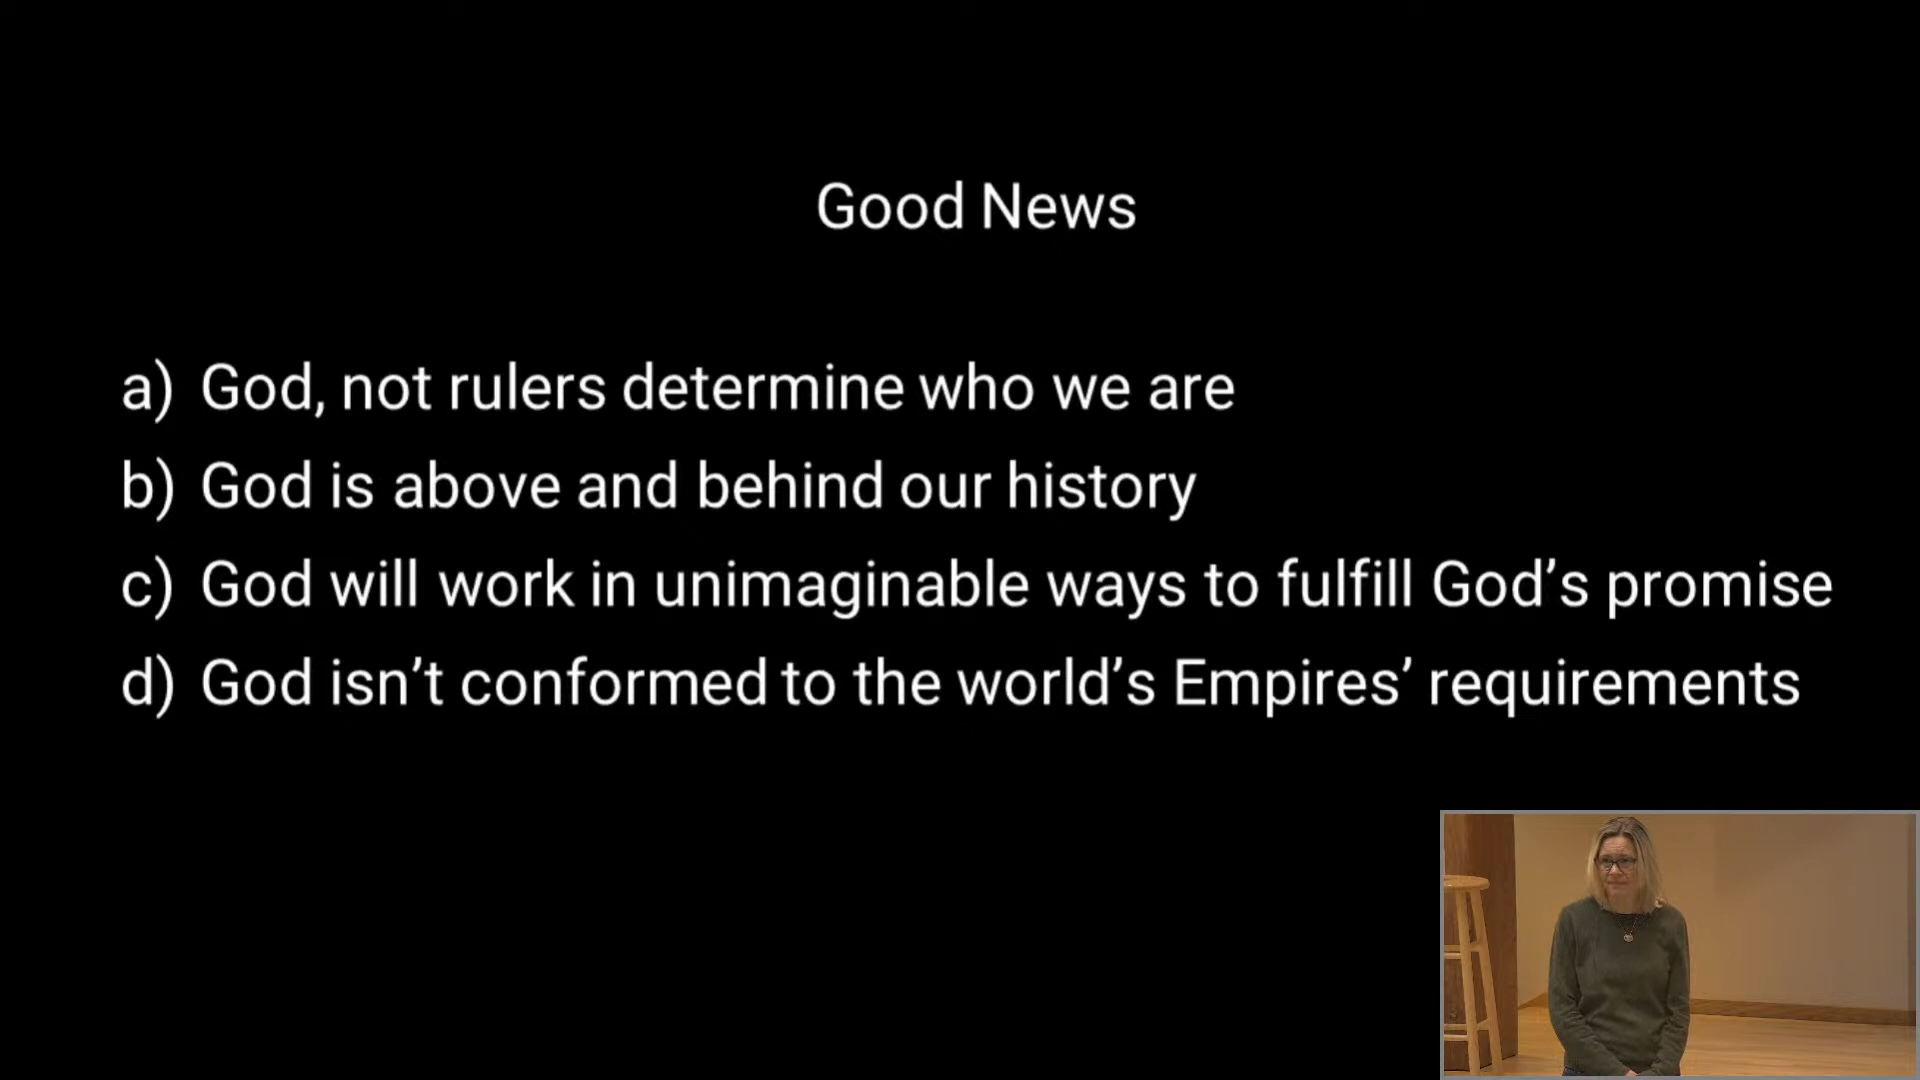 Good News
a) God, not rulers determine who we are
b) God is above and behind our history
c) God will work in unimaginable ways to fulfill God’s promise
d) God isn’t conformed to the world’s Empires’ requirements